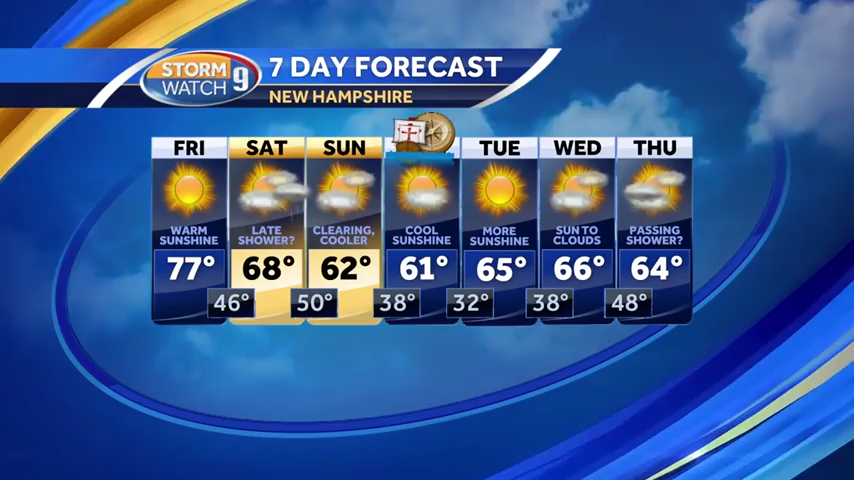 STORM
WATCH 9
7 DAY FORECAST
NEW HAMPSHIRE
FRI SAT SUN TUE WED THU
WARM SUNSHINE
LATE SHOWER?
CLEARING, COOLER
COOL SUNSHINE
MORE SUNSHINE
SUN TO CLOUDS
PASSING SHOWER?
77° 68° 62° 61° 65° 66° 64°
46° 50° 38° 32° 38° 48°